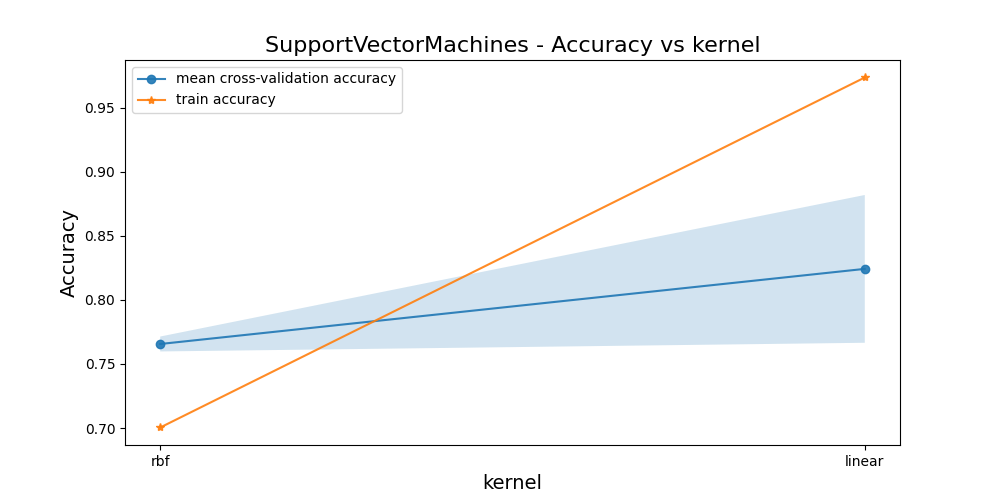 SupportVectorMachines - Accuracy vs kernel
mean cross-validation accuracy
train accuracy
0.95
0.90
0.85
0.80
0.75
0.70
Accuracy
rbf
linear
kernel